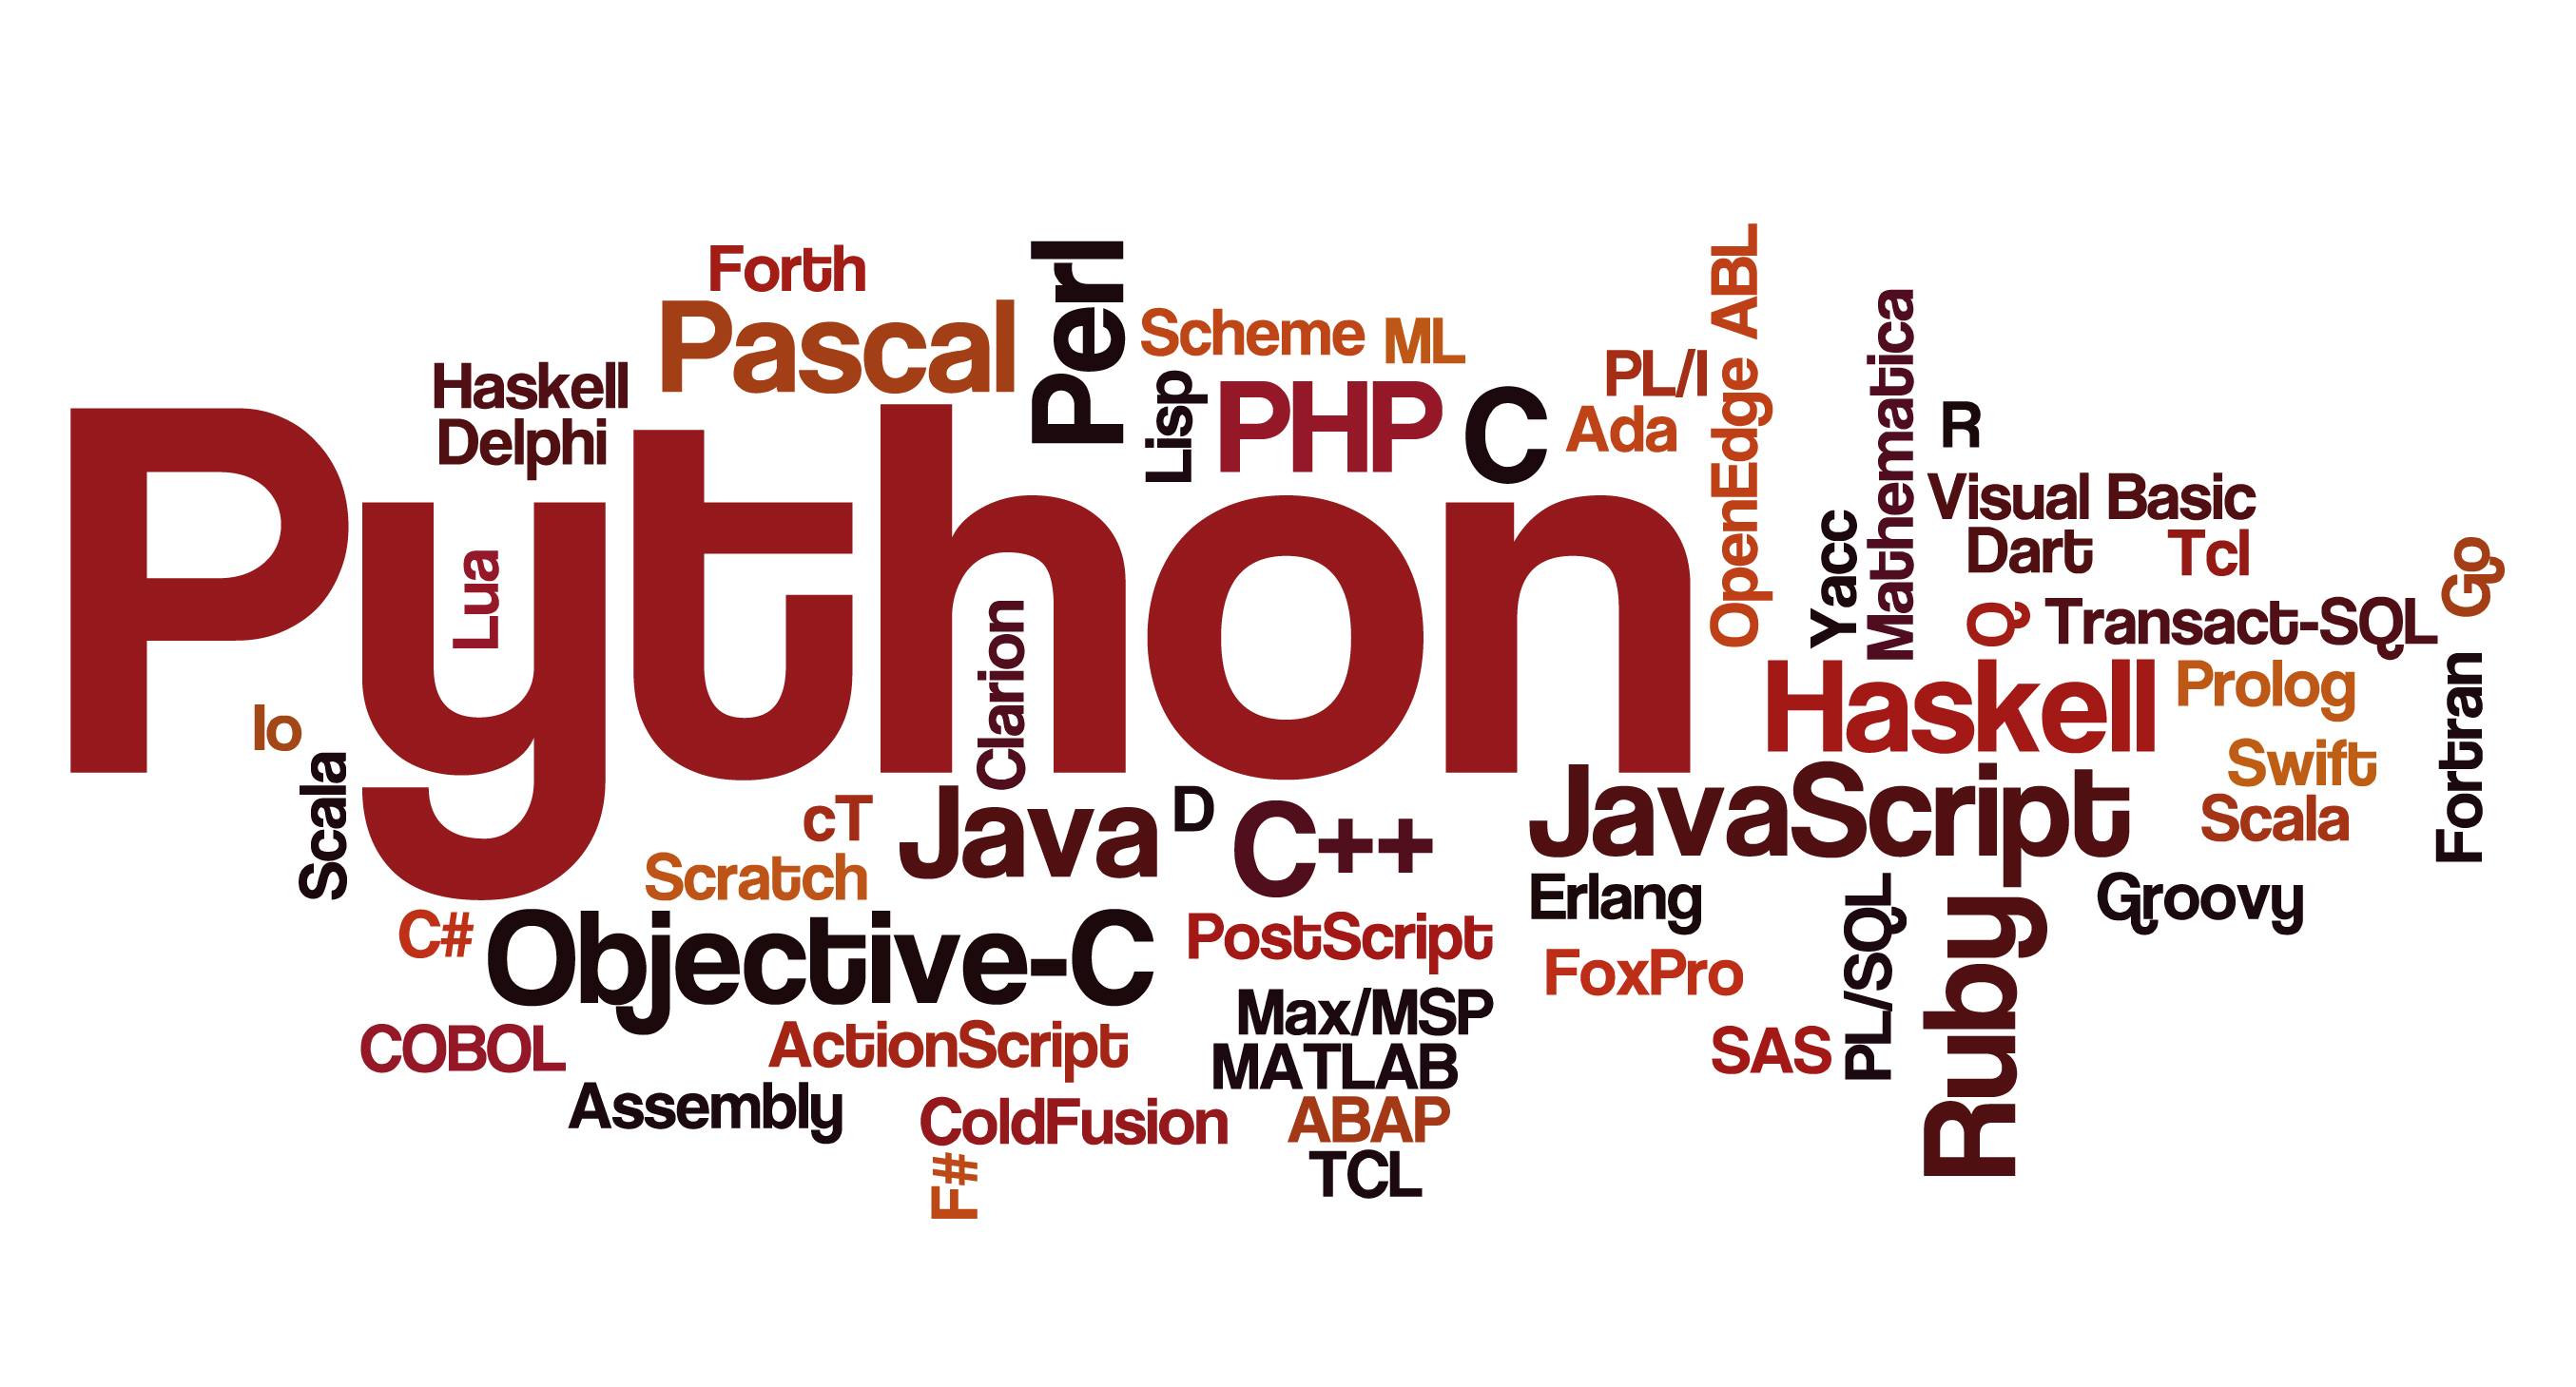 Forth
Pascal
Perl
Scheme
ML
OpenEdge ABL
Haskell
Delphi
Lisp
PHP
C
PL/I
Ada
Mathematica
R
Visual Basic
Yacc
Dart
Tcl
Go
Python
Lua
Clarion
Q
Transact-SQL
Haskell
Prolog
Fortran
Io
Scala
Swift
JavaScript
Scala
cT
Java
D
C++
Scratch
Erlang
PL/SQL
Ruby
Groovy
C#
Objective-C
PostScript
FoxPro
Max/MSP
COBOL
ActionScript
MATLAB
SAS
Assembly
ColdFusion
ABAP
F#
TCL